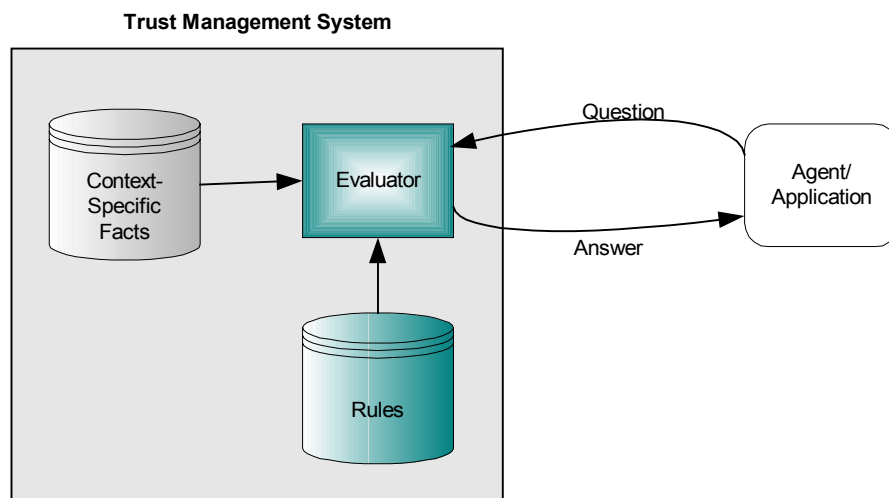 Trust Management System
Question
Context-
Specific
Facts
Evaluator
Agent/
Application
Answer
Rules